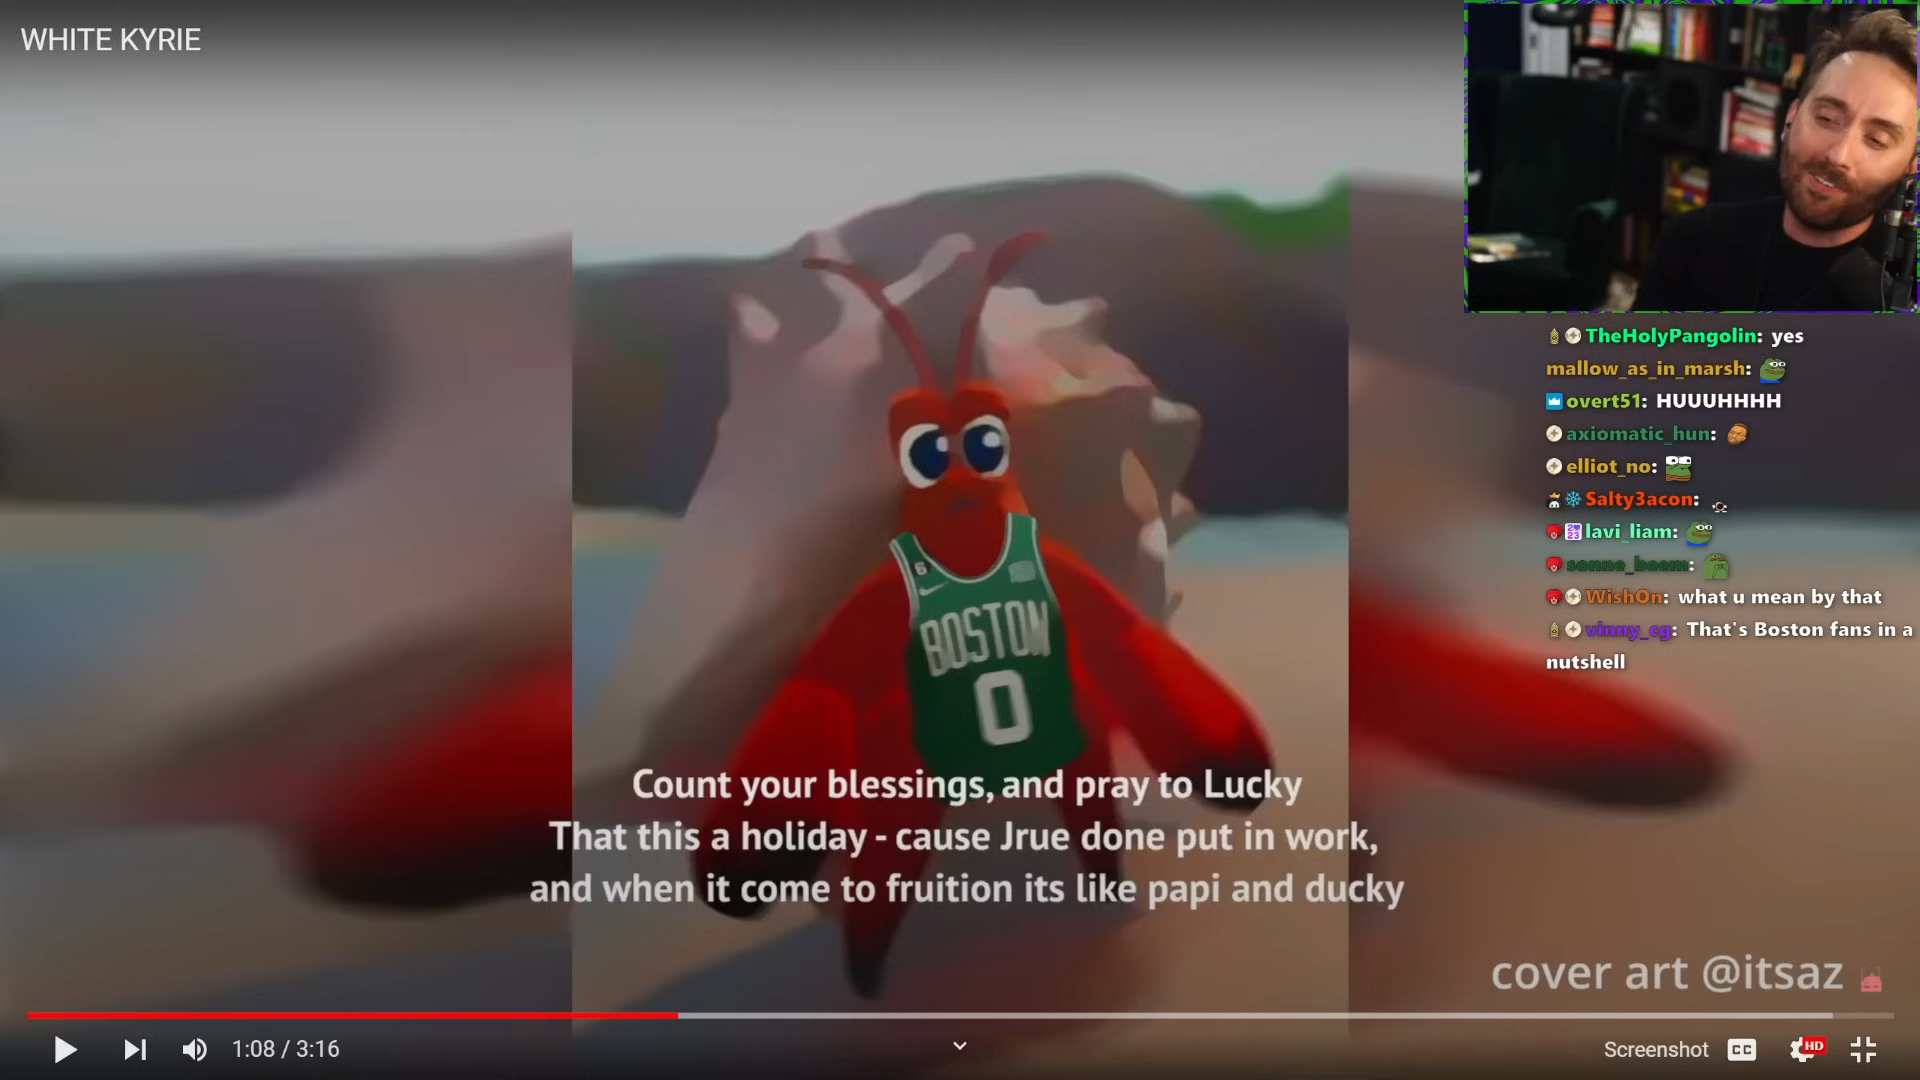 WHITE KYRIE
TheHolyPangolin: yes
mallow_as_in_marsh:
overt51: HUUUHHHH
axiomatic_hun:
elliot_no:
Salty3acon:
lavi_liam:
sonne_beem:
WishOn: what u mean by that
vinny_cg: That's Boston fans in a
nutshell
6
BOSTON
0
Count your blessings, and pray to Lucky
That this a holiday - cause Jrue done put in work,
and when it come to fruition its like papi and ducky
cover art @itsaz
1:08 / 3:16
Screenshot
CC
HD